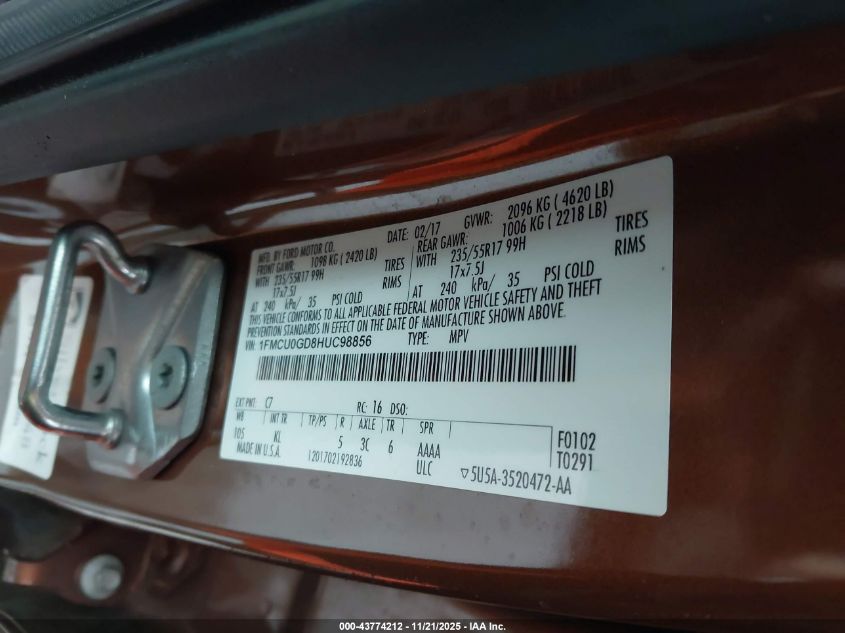 MFD. BY FORD MOTOR CO.
DATE: 02/17 GVWR: 2096 KG ( 4620 LB)
FRONT GAWR: 1098 KG ( 2420 LB)
REAR GAWR: 1006 KG ( 2218 LB)
WITH 235/55R17 99H TIRES
WITH 235/55R17 99H TIRES
17x7.5J RIMS
17x7.5J RIMS
AT 240 kPa/ 35 PSI COLD
AT 240 kPa/ 35 PSI COLD
THIS VEHICLE CONFORMS TO ALL APPLICABLE FEDERAL MOTOR VEHICLE SAFETY AND THEFT
PREVENTION STANDARDS IN EFFECT ON THE DATE OF MANUFACTURE SHOWN ABOVE.
VIN: 1FMCU0GD8HUC98856 TYPE: MPV
EXT PNT: C7 RC: 16 DSO:
WB INT TR TP/PS R AXLE TR SPR
105 KL 5 3C 6 AAAA F0102
MADE IN U.S.A. 1201702192836 ULC T0291
5U5A-3520472-AA
000-43774212 - 11/21/2025 - IAA Inc.